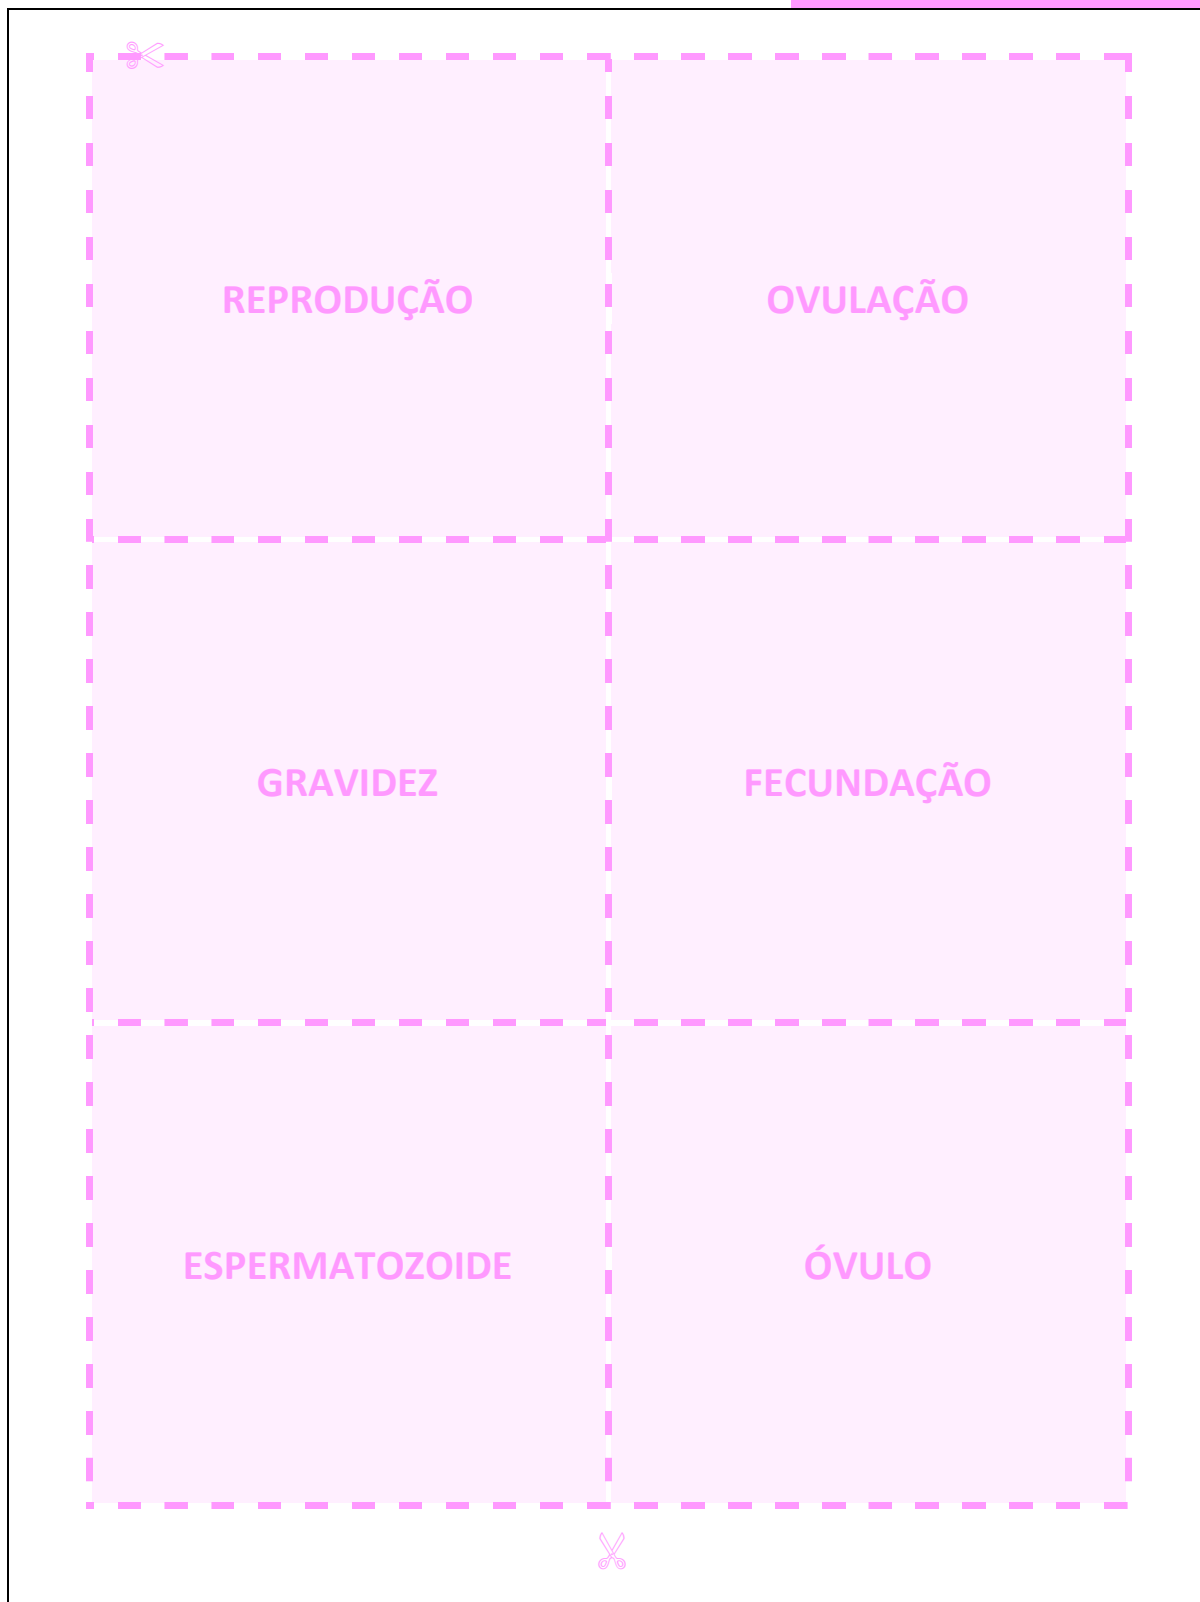 REPRODUÇÃO
OVULAÇÃO
GRAVIDEZ
FECUNDAÇÃO
ESPERMATOZOIDE
ÓVULO